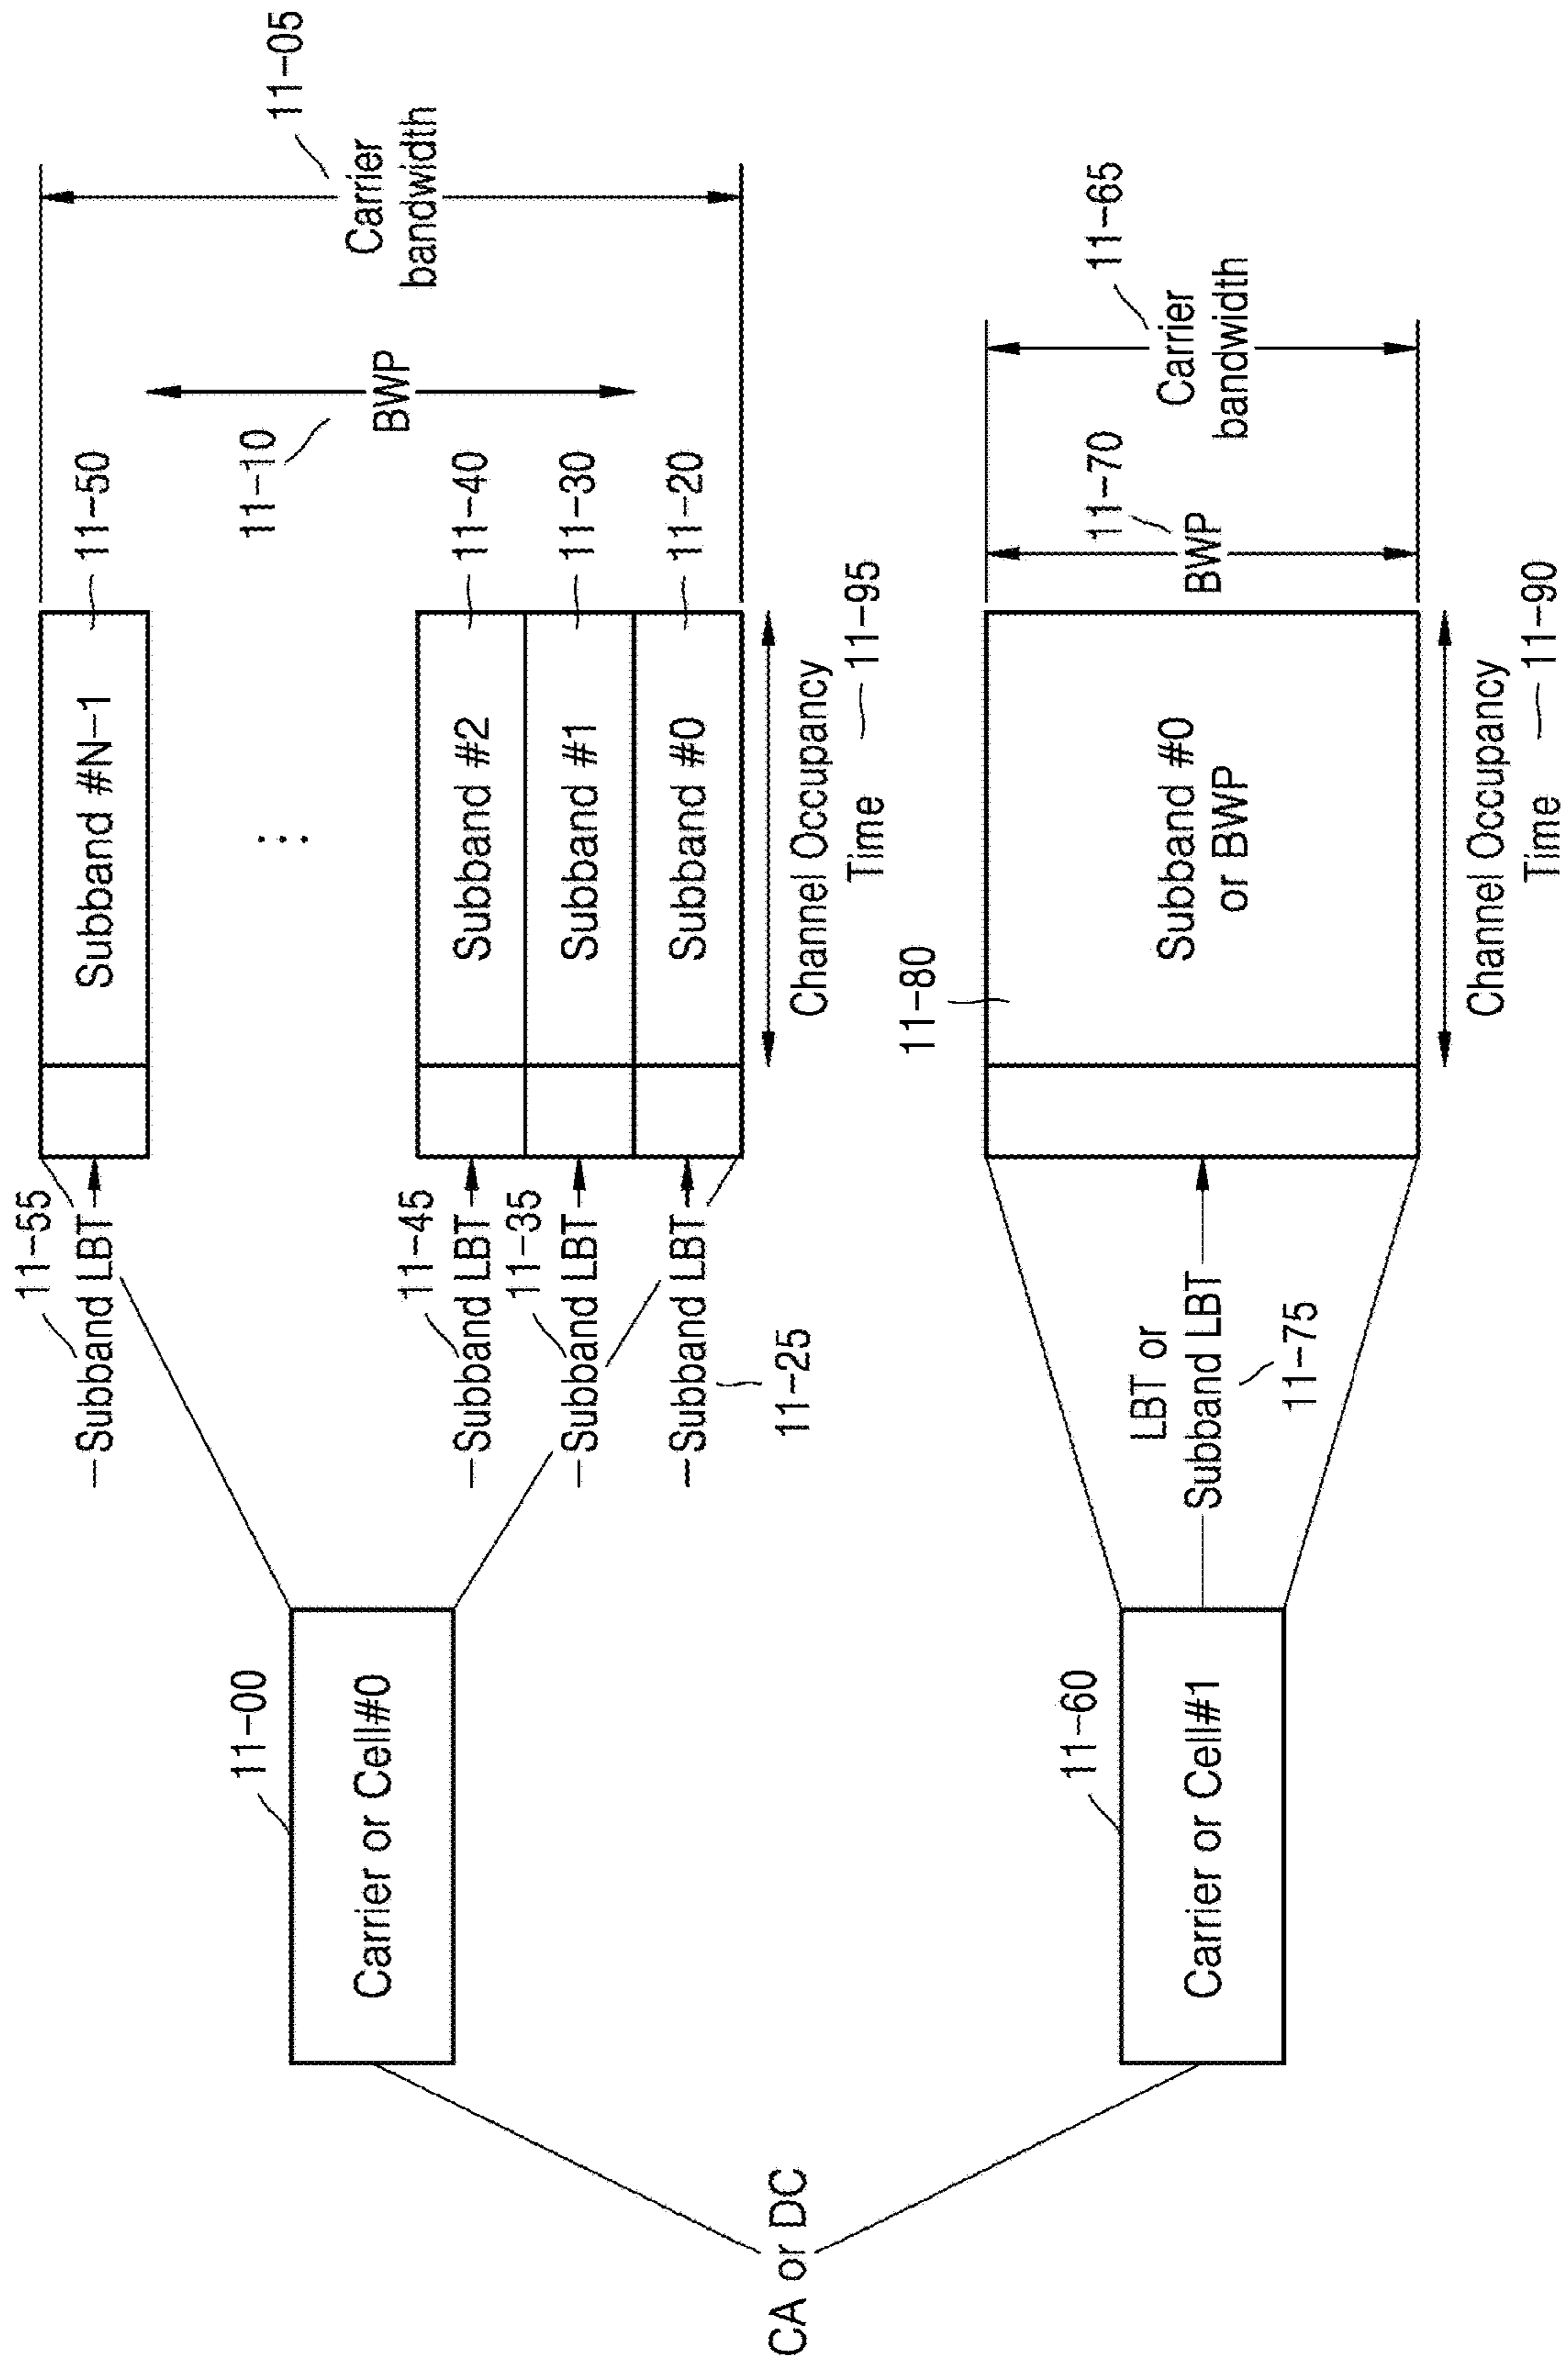 CA or DC
11-00
Carrier or Cell#0
11-55
Subband LBT
11-45
Subband LBT
11-35
Subband LBT
Subband LBT
11-25
Subband #N-1
11-50
Subband #2
11-40
Subband #1
11-30
Subband #0
11-20
Channel Occupancy
Time
11-95
11-10
BWP
11-05
Carrier
bandwidth
11-60
Carrier or Cell#1
LBT or
Subband LBT
11-75
11-80
Subband #0
or BWP
Channel Occupancy
Time
11-90
11-70
BWP
11-65
Carrier
bandwidth